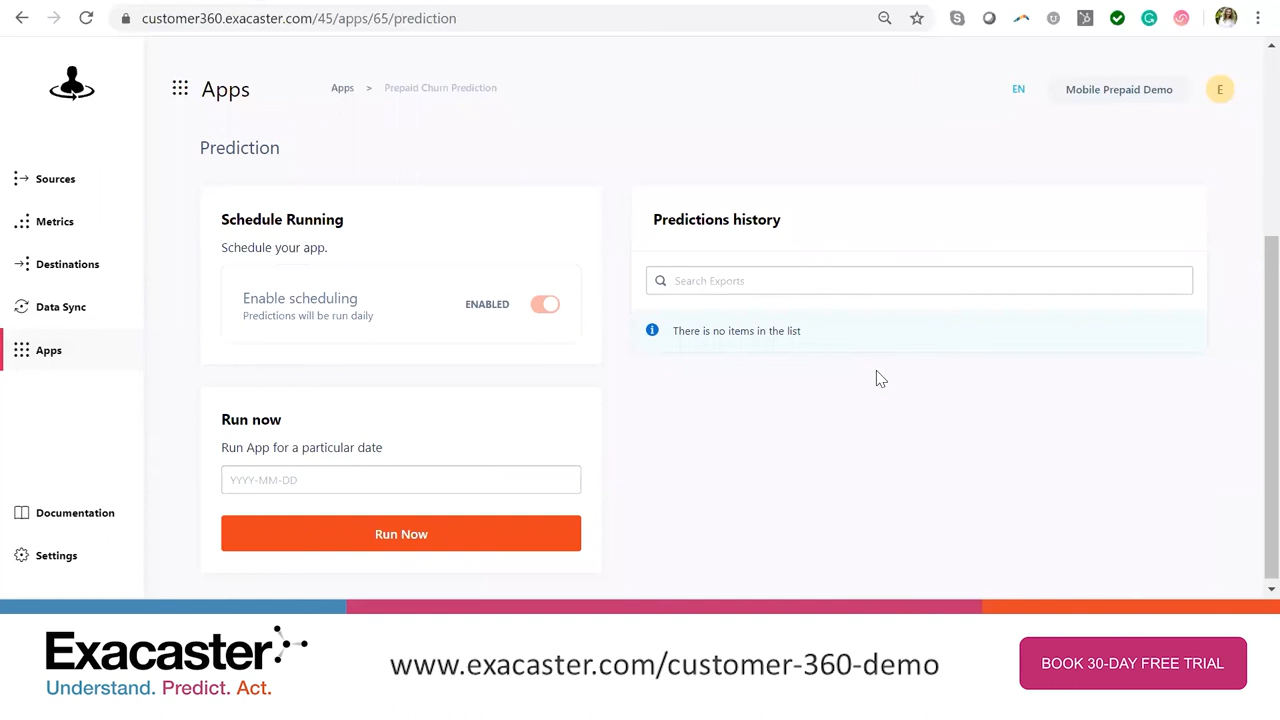 customer360.exacaster.com/45/apps/65/prediction
Apps
Apps > Prepaid Churn Prediction
EN
Mobile Prepaid Demo
E
Sources
Metrics
Destinations
Data Sync
Apps
Documentation
Settings
Prediction
Schedule Running
Schedule your app.
Enable scheduling
Predictions will be run daily
ENABLED
Run now
Run App for a particular date
YYYY-MM-DD
Run Now
Predictions history
Search Exports
There is no items in the list
Exacaster
Understand. Predict. Act.
www.exacaster.com/customer-360-demo
BOOK 30-DAY FREE TRIAL